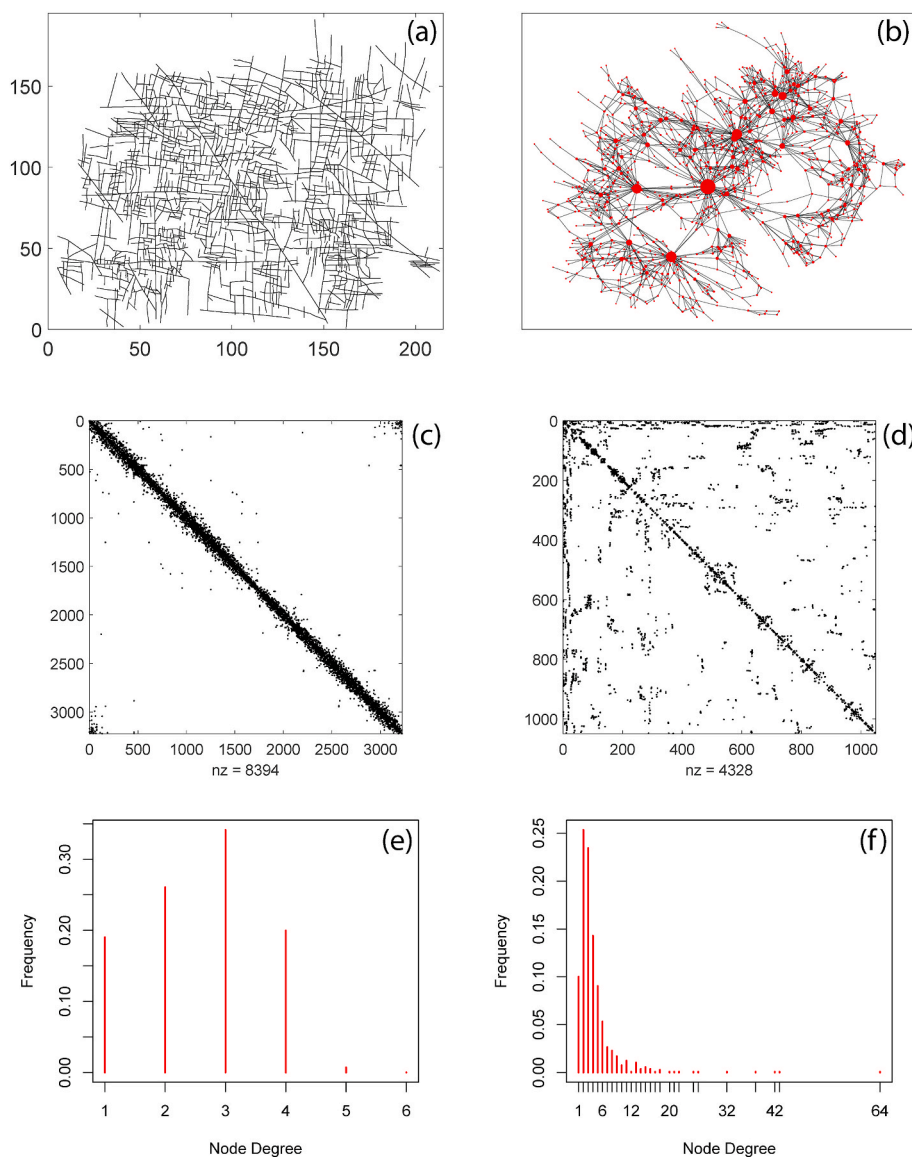 (a)
150
100
50
0
0 50 100 150 200
(b)
(c)
0
500
1000
1500
2000
2500
3000
0 500 1000 1500 2000 2500 3000
nz = 8394
(d)
0
200
400
600
800
1000
0 200 400 600 800 1000
nz = 4328
(e)
Frequency
0.30
0.20
0.10
0.00
1 2 3 4 5 6
Node Degree
(f)
Frequency
0.25
0.20
0.15
0.10
0.05
0.00
1 6 12 20 32 42 64
Node Degree